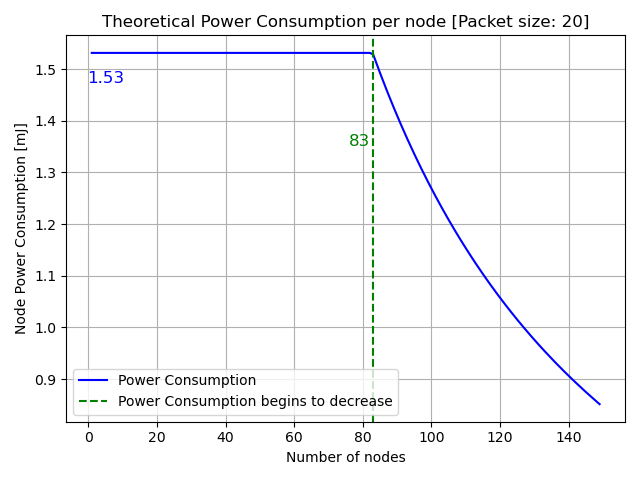 Theoretical Power Consumption per node [Packet size: 20]
Node Power Consumption [mJ]
1.5
1.4
1.3
1.2
1.1
1.0
0.9
1.53
83
Power Consumption
Power Consumption begins to decrease
0 20 40 60 80 100 120 140
Number of nodes